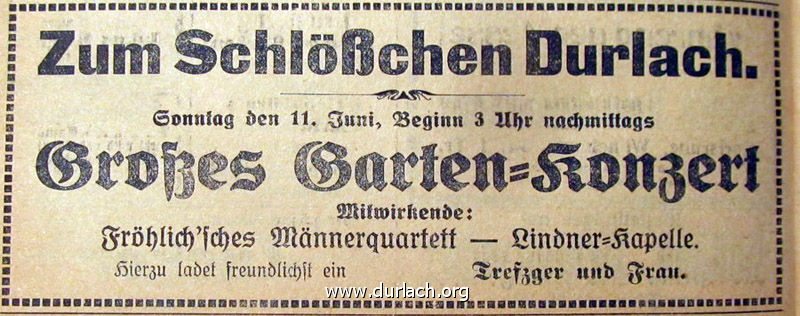 Zum Schlößchen Durlach.
Sonntag den 11. Juni, Beginn 3 Uhr nachmittags
Großes Garten=Konzert
Mitwirkende:
Fröhlich'sches Männerquartett — Lindner=Kapelle.
Hierzu ladet freundlichst ein Trefzger und Frau.
www.durlach.org